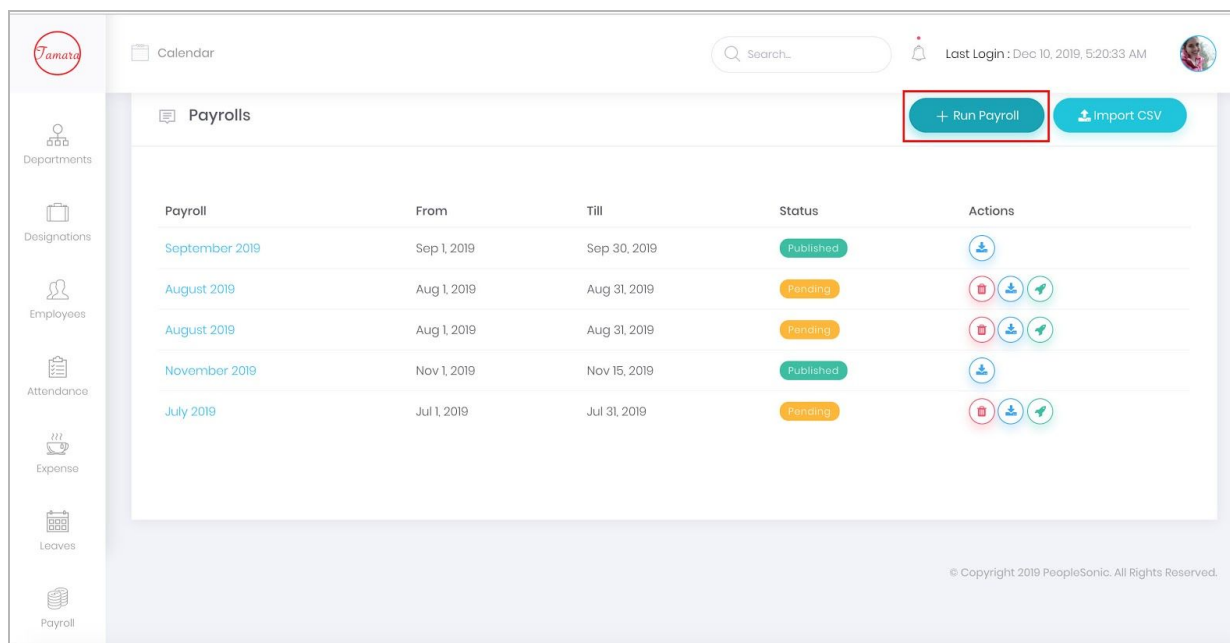 Tamara
Calendar
Search...
Last Login : Dec 10, 2019, 5:20:33 AM
Payrolls
+ Run Payroll
Import CSV
Departments
Designations
Employees
Attendance
Expense
Leaves
Payroll
Payroll From Till Status Actions
September 2019 Sep 1, 2019 Sep 30, 2019 Published
August 2019 Aug 1, 2019 Aug 31, 2019 Pending
August 2019 Aug 1, 2019 Aug 31, 2019 Pending
November 2019 Nov 1, 2019 Nov 15, 2019 Published
July 2019 Jul 1, 2019 Jul 31, 2019 Pending
© Copyright 2019 PeopleSonic. All Rights Reserved.